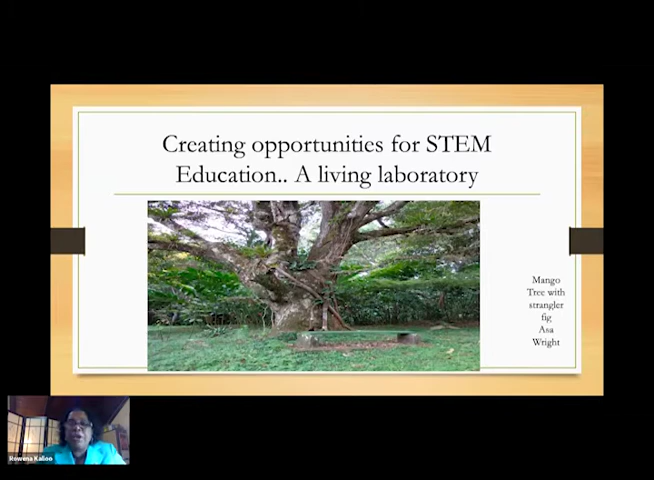 Creating opportunities for STEM
Education.. A living laboratory
Mango
Tree with
strangler
fig
Asa
Wright
Rowena Kalloo